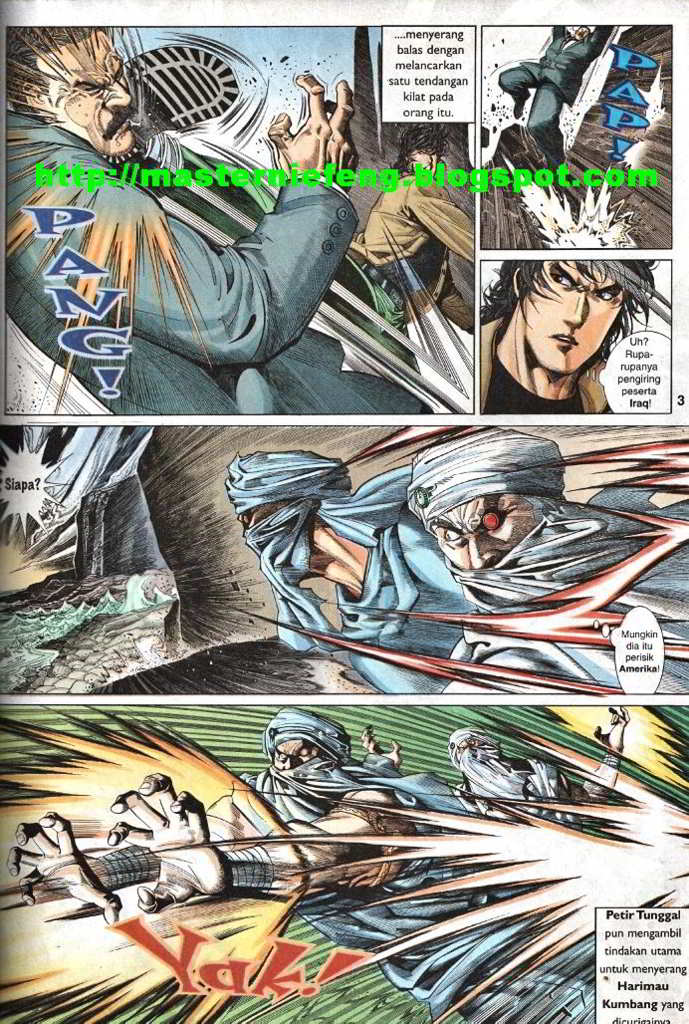 ....menyerang
balas dengan
melancarkan
satu tendangan
kilat pada
orang itu.
PAP!
http://masterniefeng.blogspot.com
PANG!
Uh?
Rupa-
rupanya
pengiring
peserta
Iraq!
3
Siapa?
Mungkin
dia itu
perisik
Amerika!
Yak!
Petir Tunggal
pun mengambil
tindakan utama
untuk menyerang
Harimau
Kumbang yang
dicurigainya